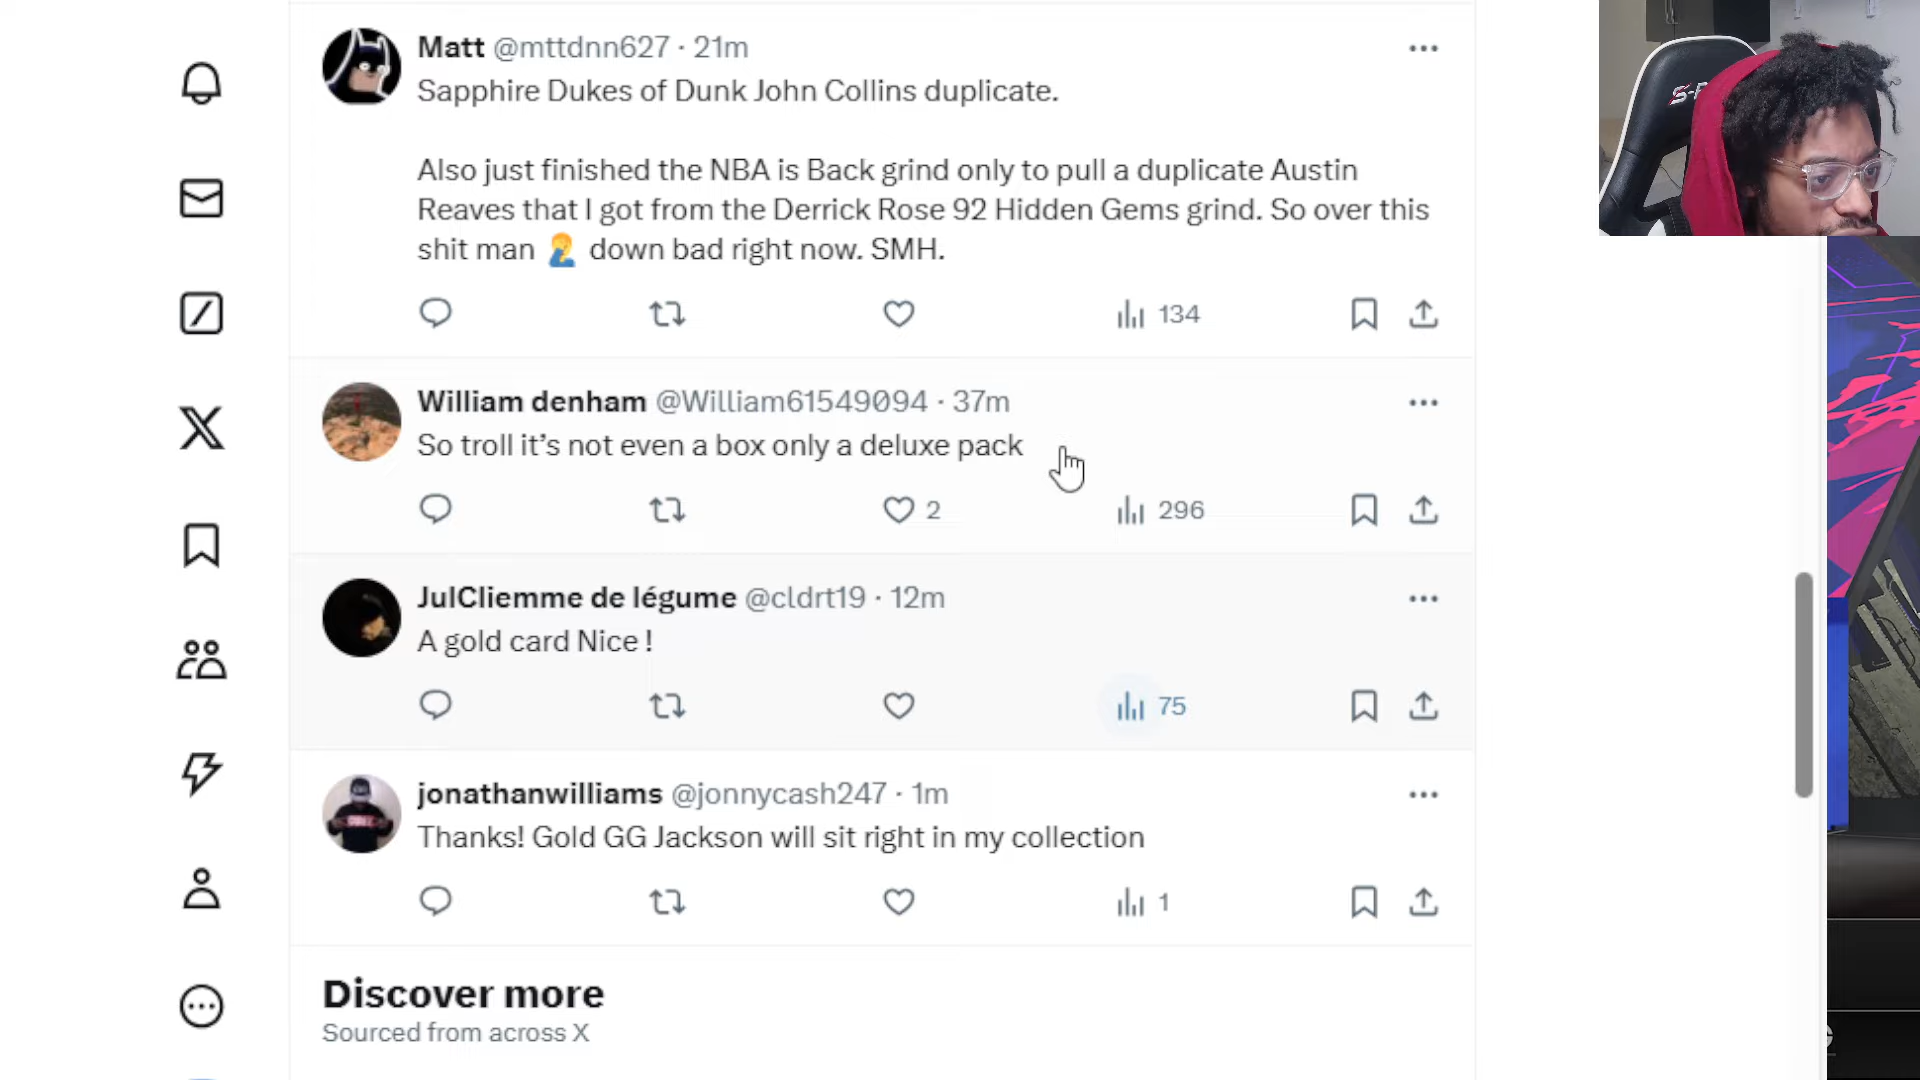 Matt @mttdnn627 · 21m
Sapphire Dukes of Dunk John Collins duplicate.
Also just finished the NBA is Back grind only to pull a duplicate Austin
Reaves that I got from the Derrick Rose 92 Hidden Gems grind. So over this
shit man 🤦‍♂️ down bad right now. SMH.
134
William denham @William61549094 · 37m
So troll it’s not even a box only a deluxe pack
2 296
JulCliemme de légume @cldrt19 · 12m
A gold card Nice !
75
jonathanwilliams @jonnycash247 · 1m
Thanks! Gold GG Jackson will sit right in my collection
1
Discover more
Sourced from across X